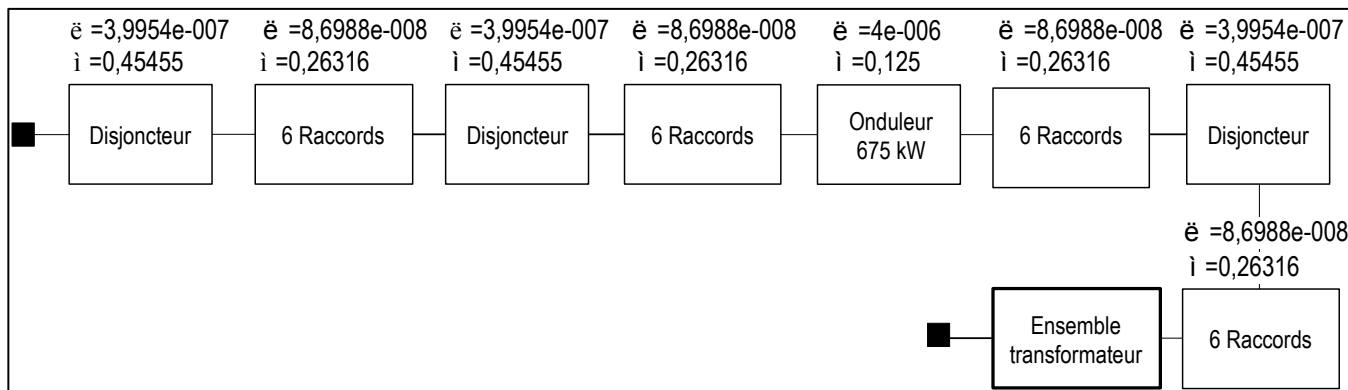 ë =3,9954e-007
ì =0,45455
Disjoncteur
ë =8,6988e-008
ì =0,26316
6 Raccords
ë =3,9954e-007
ì =0,45455
Disjoncteur
ë =8,6988e-008
ì =0,26316
6 Raccords
ë =4e-006
ì =0,125
Onduleur
675 kW
ë =8,6988e-008
ì =0,26316
6 Raccords
ë =3,9954e-007
ì =0,45455
Disjoncteur
ë =8,6988e-008
ì =0,26316
6 Raccords
Ensemble
transformateur